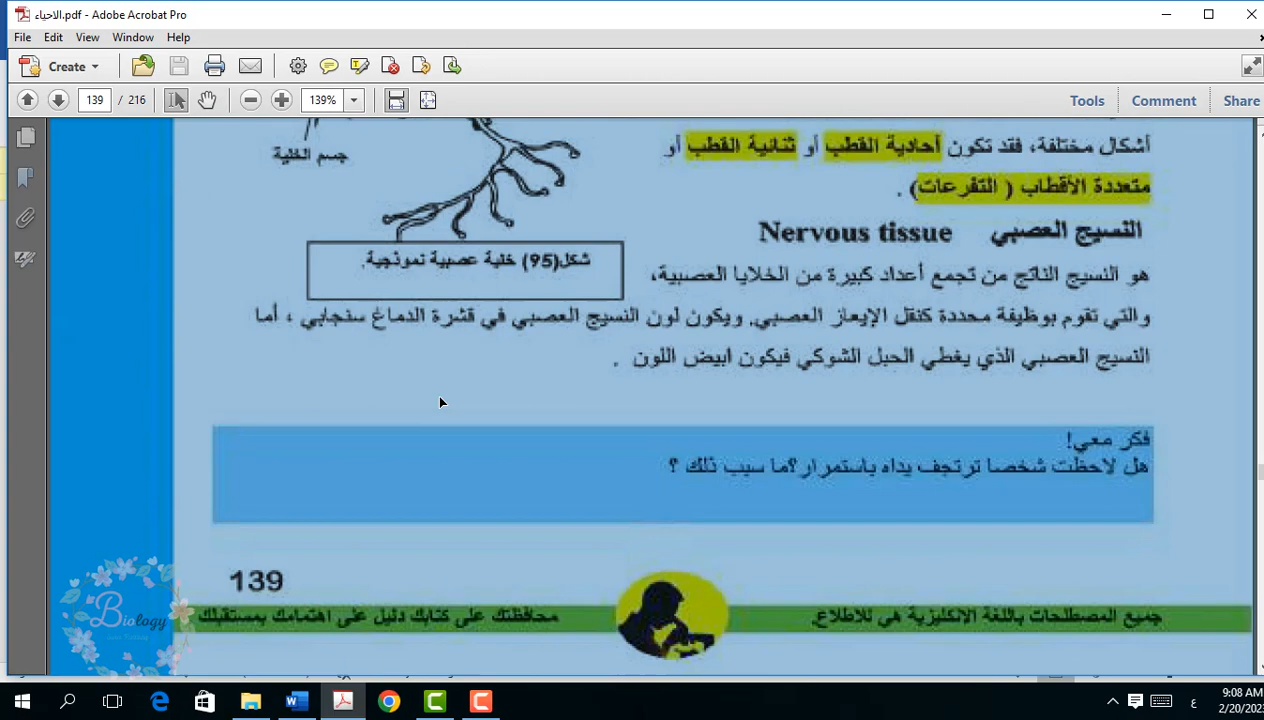 الاحياء.pdf - Adobe Acrobat Pro
File Edit View Window Help
Create
139 / 216 139% Tools Comment Share
أشكال مختلفة، فقد تكون أحادية القطب أو ثنائية القطب أو
جسم الخلية
متعددة الأقطاب ( التفرعات) .
النسيج العصبي Nervous tissue
شكل(95) خلية عصبية نموذجية.
هو النسيج الناتج من تجمع أعداد كبيرة من الخلايا العصبية،
والتي تقوم بوظيفة محددة كنقل الإيعاز العصبي. ويكون لون النسيج العصبي في قشرة الدماغ سنجابي ، أما
النسيج العصبي الذي يغطي الحبل الشوكي فيكون ابيض اللون .
فكر معي!
هل لاحظت شخصا ترتجف يداه باستمرار؟ما سبب ذلك ؟
139
جميع المصطلحات باللغة الانكليزية هي للاطلاع.
محافظتك على كتابك دليل على اهتمامك بمستقبلك
Biology
ع
9:08 AM
2/20/202